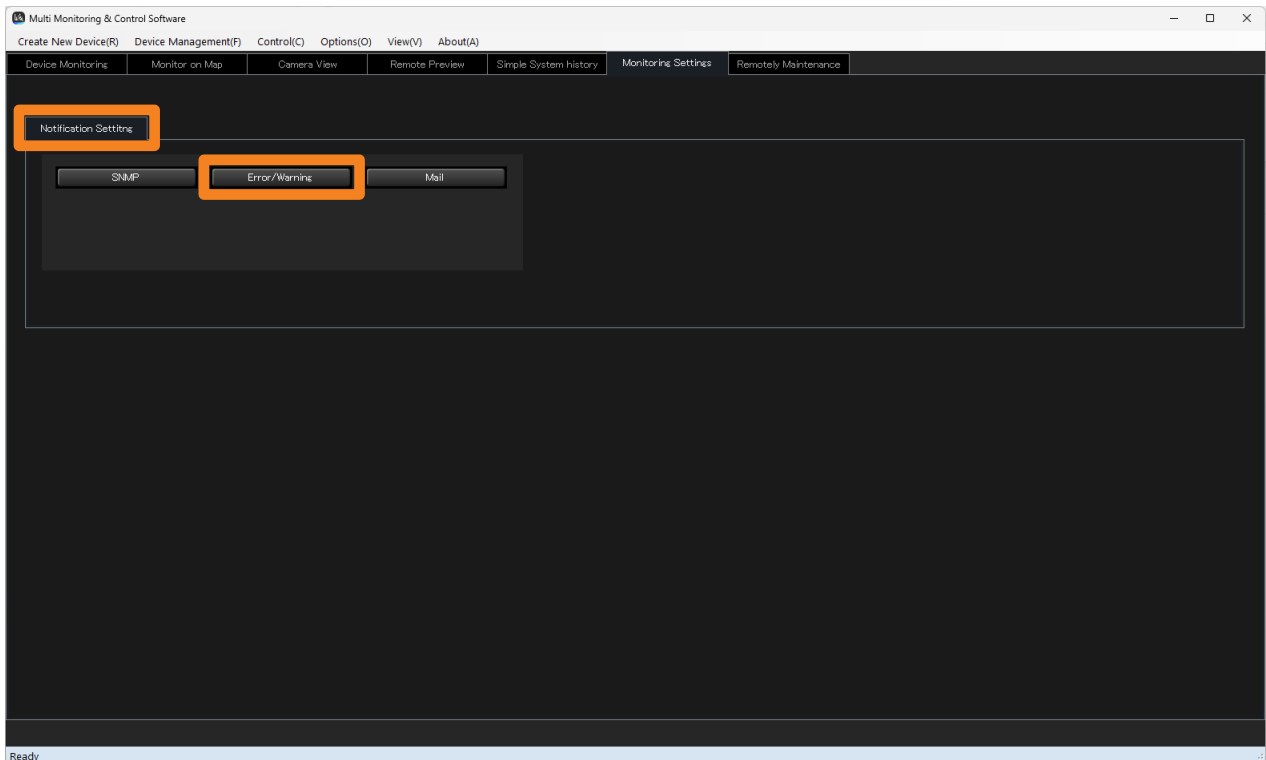 Multi Monitoring & Control Software
Create New Device(R) Device Management(F) Control(C) Options(O) View(V) About(A)
Device Monitoring Monitor on Map Camera View Remote Preview Simple System history Monitoring Settings Remotely Maintenance
Notification Settitng
SNMP Error/Warning Mail
Ready